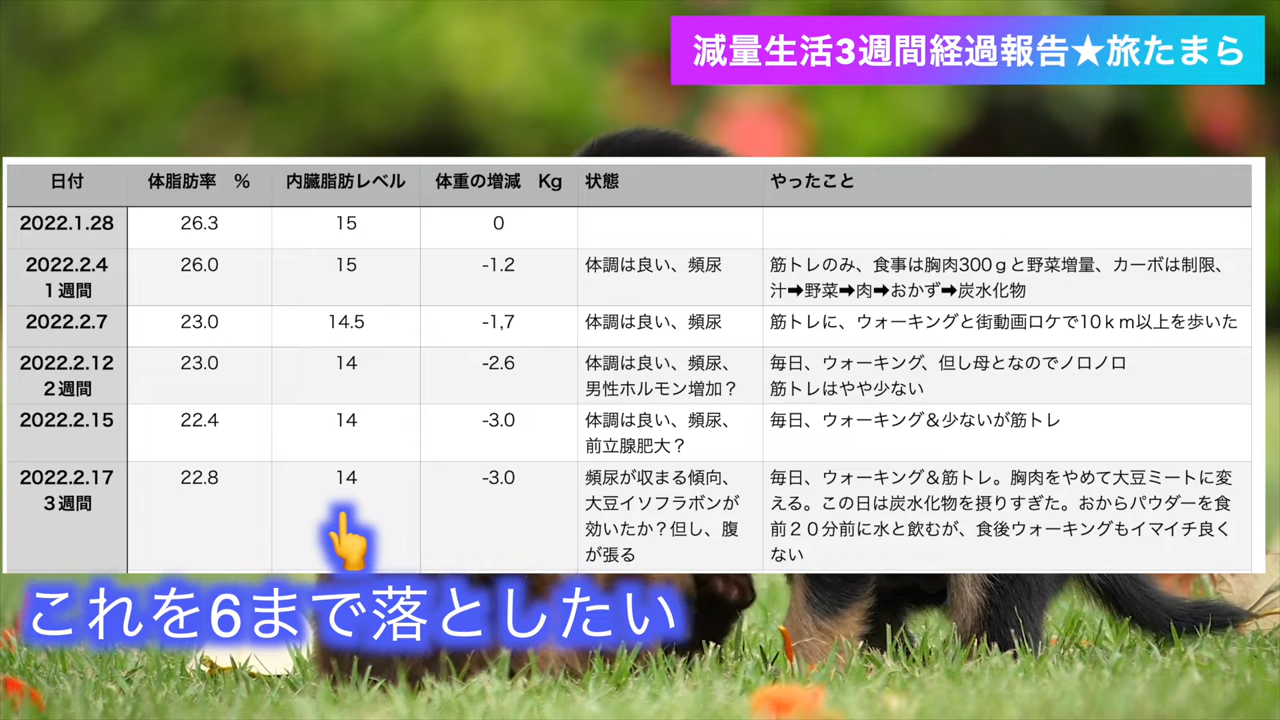 減量生活3週間経過報告★旅たまら
日付 体脂肪率 % 内臓脂肪レベル 体重の増減 Kg 状態 やったこと
2022.1.28 26.3 15 0
2022.2.4 26.0 15 -1.2 体調は良い、頻尿 筋トレのみ、食事は胸肉300gと野菜増量、カーボは制限、
1週間 汁➡野菜➡肉➡おかず➡炭水化物
2022.2.7 23.0 14.5 -1,7 体調は良い、頻尿 筋トレに、ウォーキングと街動画ロケで10km以上を歩いた
2022.2.12 23.0 14 -2.6 体調は良い、頻尿、 毎日、ウォーキング、但し母となのでノロノロ
2週間 男性ホルモン増加? 筋トレはやや少ない
2022.2.15 22.4 14 -3.0 体調は良い、頻尿、 毎日、ウォーキング&少ないが筋トレ
前立腺肥大?
2022.2.17 22.8 14 -3.0 頻尿が収まる傾向、 毎日、ウォーキング&筋トレ。胸肉をやめて大豆ミートに変
3週間 大豆イソフラボンが える。この日は炭水化物を摂りすぎた。おからパウダーを食
効いたか?但し、腹 前20分前に水と飲むが、食後ウォーキングもイマイチ良く
が張る ない
これを6まで落としたい